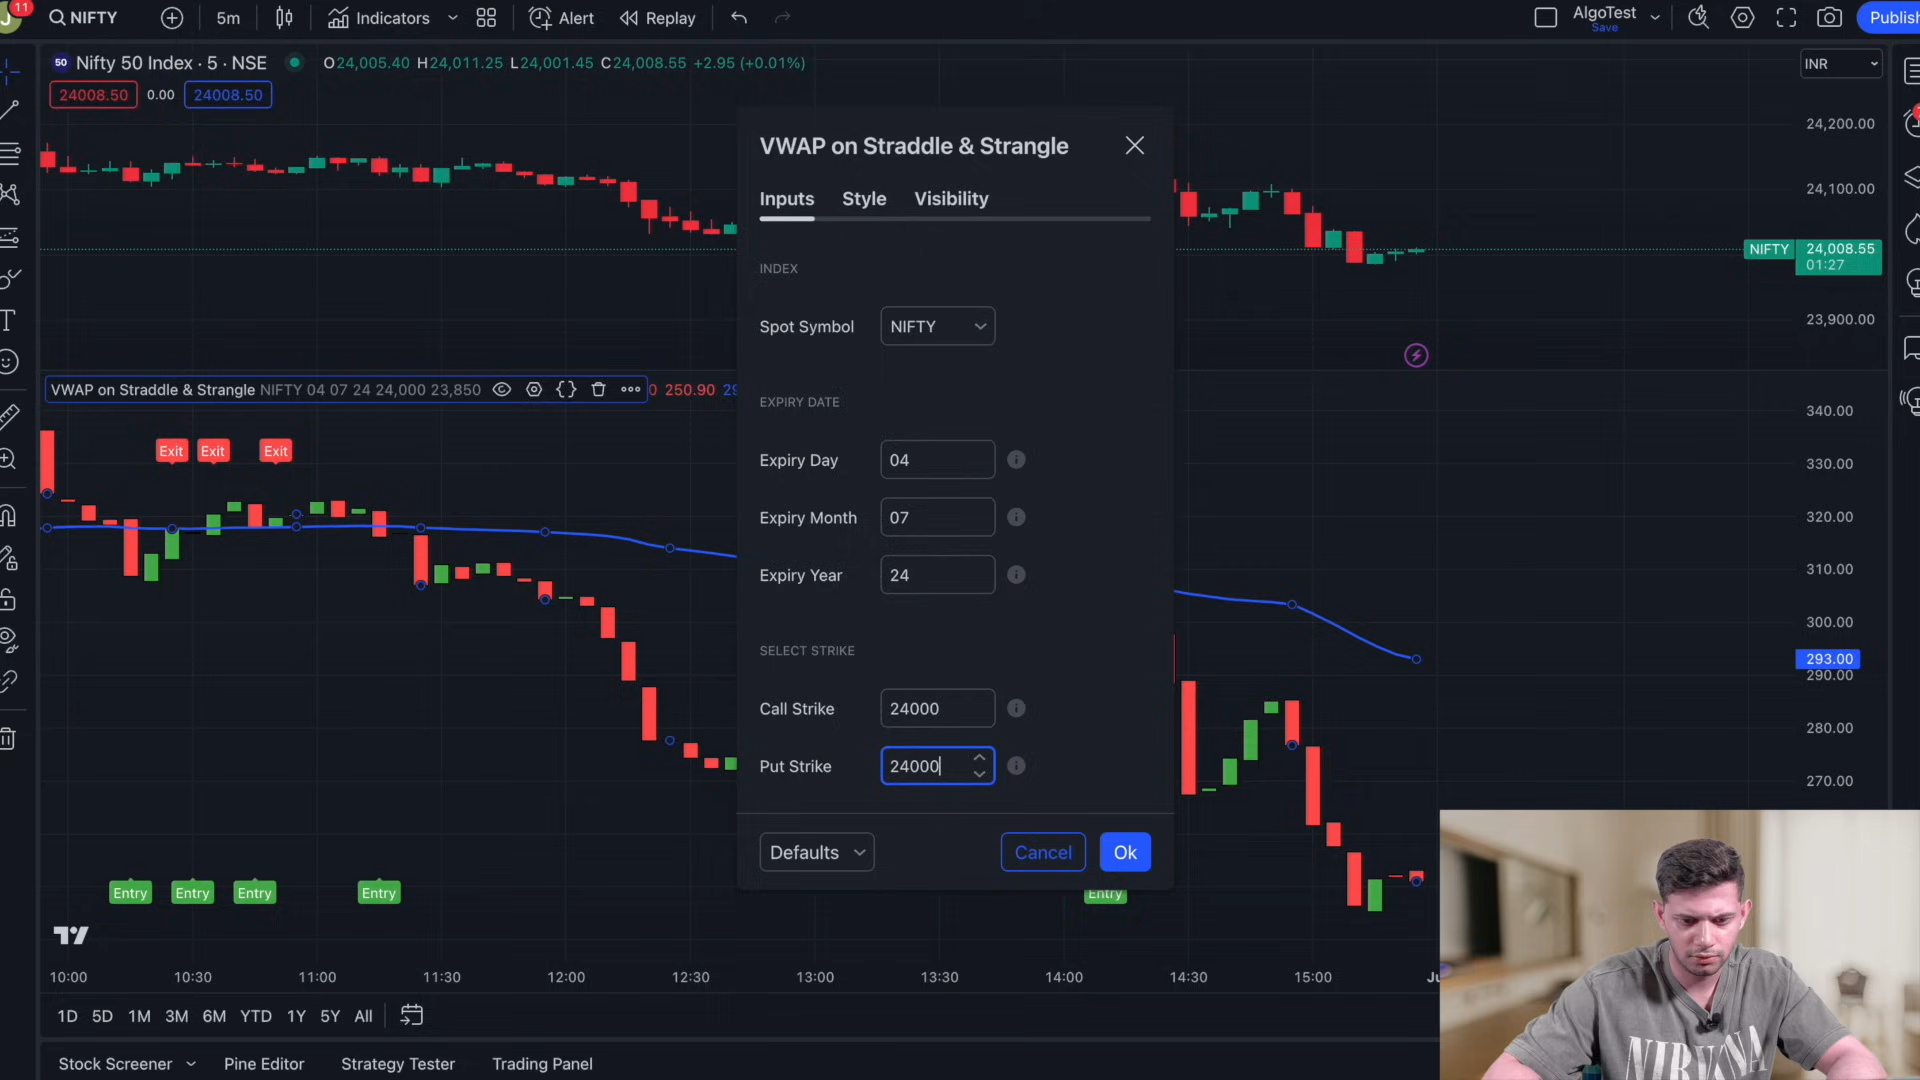 11
NIFTY
5m
Indicators
Alert
Replay
AlgoTest
Save
Publish
50
Nifty 50 Index · 5 · NSE
O24,005.40 H24,011.25 L24,001.45 C24,008.55 +2.95 (+0.01%)
INR
24008.50 0.00 24008.50
24,200.00
24,100.00
NIFTY 24,008.55
01:27
23,900.00
VWAP on Straddle & Strangle
Inputs Style Visibility
INDEX
Spot Symbol NIFTY
EXPIRY DATE
Expiry Day 04
Expiry Month 07
Expiry Year 24
SELECT STRIKE
Call Strike 24000
Put Strike 24000
Defaults
Cancel
Ok
VWAP on Straddle & Strangle NIFTY 04 07 24 24,000 23,850
0 250.90 29
Exit Exit Exit
340.00
330.00
320.00
310.00
300.00
293.00
290.00
280.00
270.00
Entry Entry Entry Entry Entry
10:00 10:30 11:00 11:30 12:00 12:30 13:00 13:30 14:00 14:30 15:00
1D 5D 1M 3M 6M YTD 1Y 5Y All
Stock Screener Pine Editor Strategy Tester Trading Panel
NIRVANA